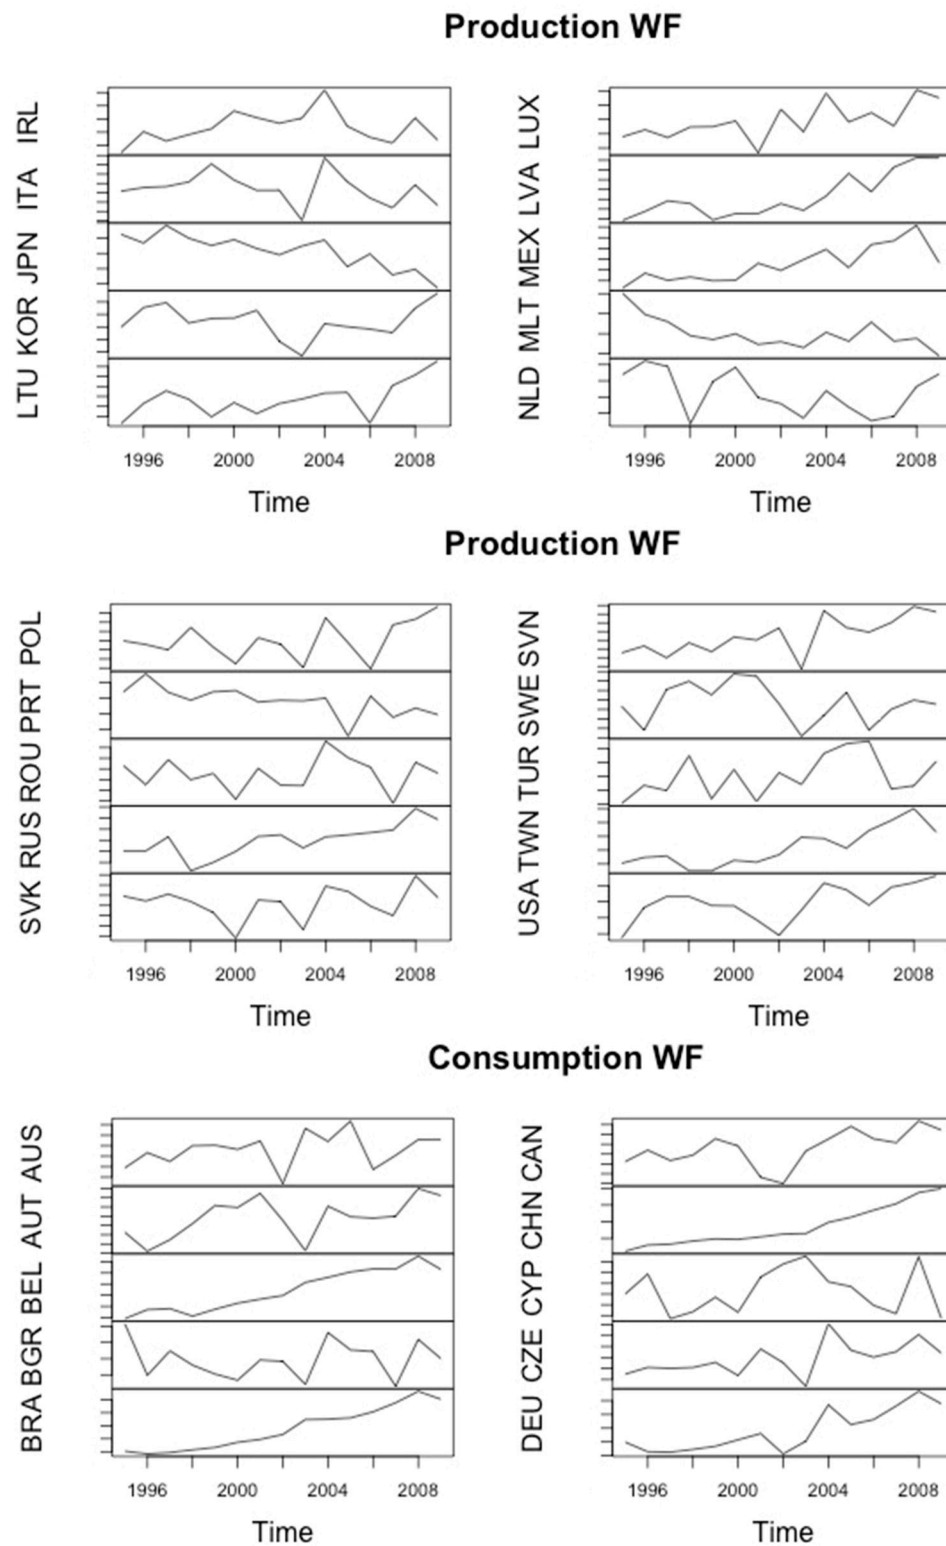 Production WF
IRL
ITA
JPN
KOR
LTU
1996 2000 2004 2008
Time
LUX
LVA
MEX
MLT
NLD
1996 2000 2004 2008
Time
Production WF
POL
PRT
ROU
RUS
SVK
1996 2000 2004 2008
Time
SVN
SWE
TUR
TWN
USA
1996 2000 2004 2008
Time
Consumption WF
AUS
AUT
BEL
BGR
BRA
1996 2000 2004 2008
Time
CAN
CHN
CYP
CZE
DEU
1996 2000 2004 2008
Time